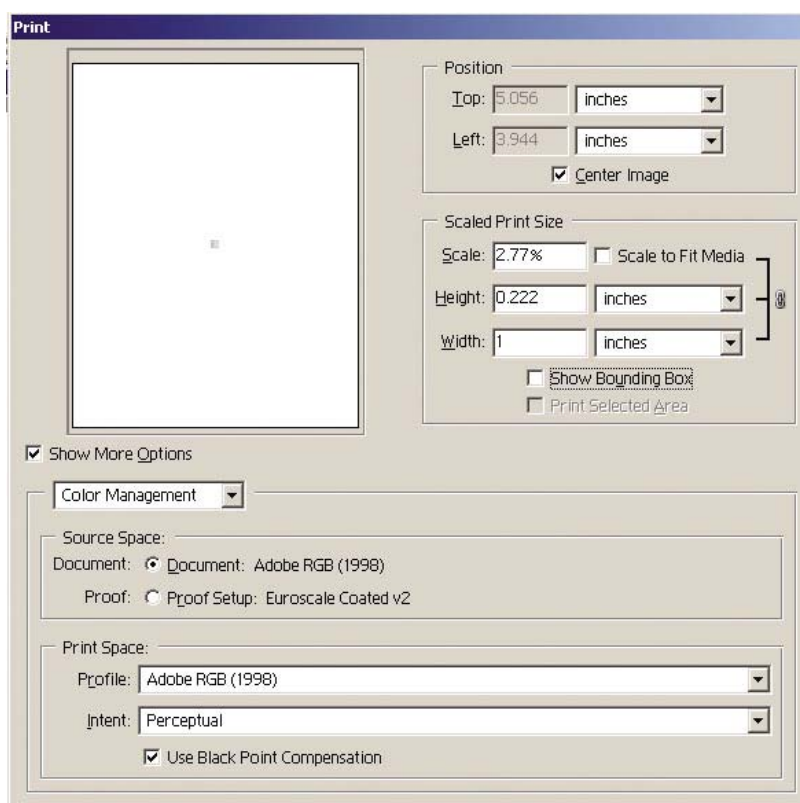 Print
Position
Top: 5.056 inches
Left: 3.944 inches
Center Image
Scaled Print Size
Scale: 2.77% Scale to Fit Media
Height: 0.222 inches
Width: 1 inches
Show Bounding Box
Print Selected Area
Show More Options
Color Management
Source Space:
Document: Document: Adobe RGB (1998)
Proof: Proof Setup: Euroscale Coated v2
Print Space:
Profile: Adobe RGB (1998)
Intent: Perceptual
Use Black Point Compensation